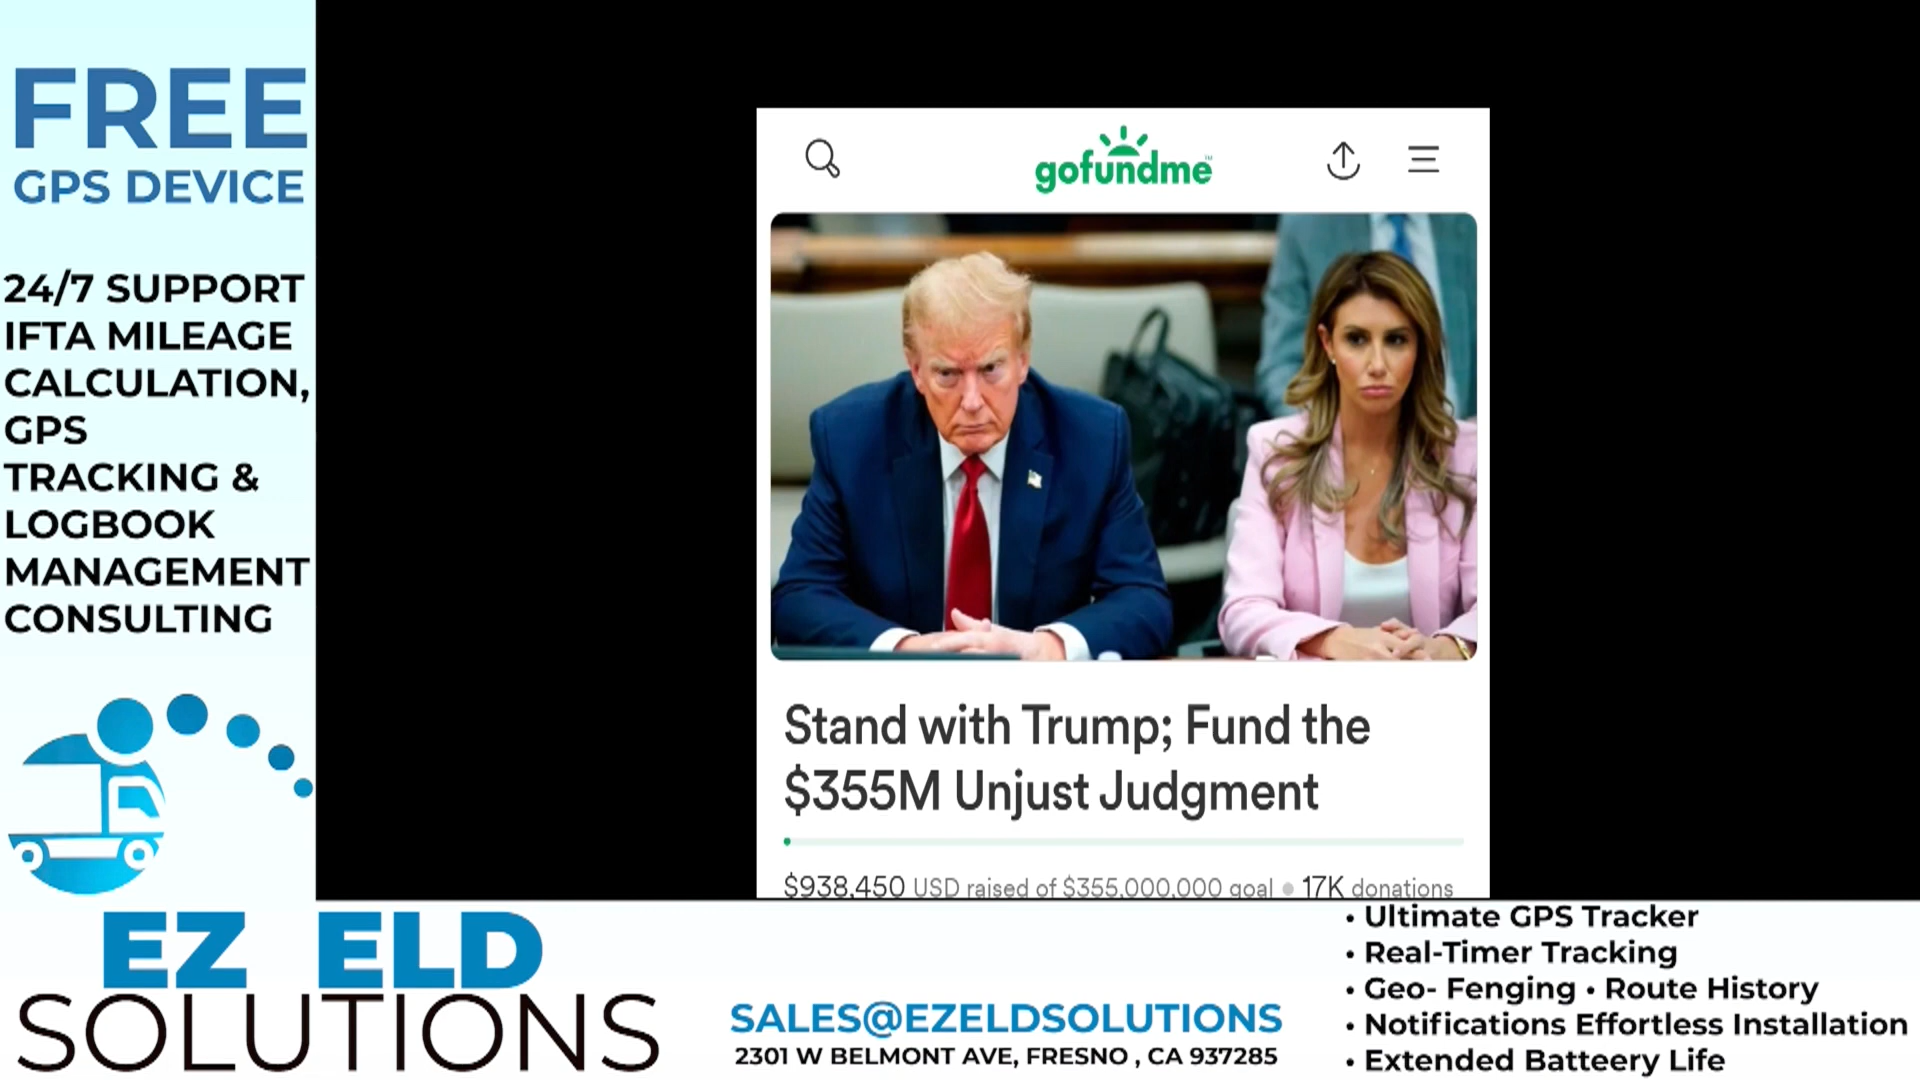 FREE
GPS DEVICE
24/7 SUPPORT
IFTA MILEAGE
CALCULATION,
GPS
TRACKING &
LOGBOOK
MANAGEMENT
CONSULTING
gofundme™
Stand with Trump; Fund the
$355M Unjust Judgment
$938,450 USD raised of $355,000,000 goal • 17K donations
EZ ELD
SOLUTIONS
SALES@EZELDSOLUTIONS
2301 W BELMONT AVE, FRESNO , CA 937285
• Ultimate GPS Tracker
• Real-Timer Tracking
• Geo- Fenging • Route History
• Notifications Effortless Installation
• Extended Batteery Life